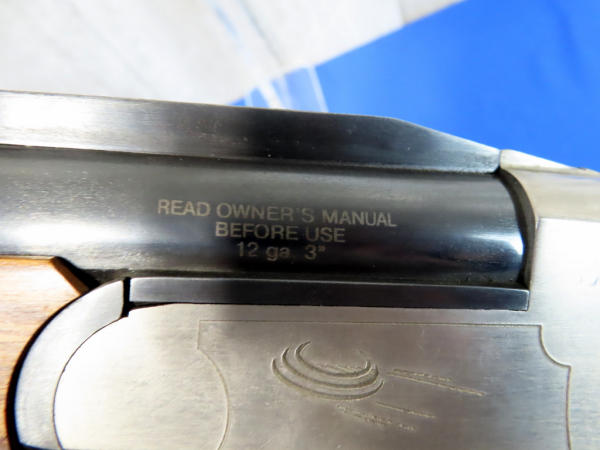 READ OWNER'S MANUAL
BEFORE USE
12 ga. 3"